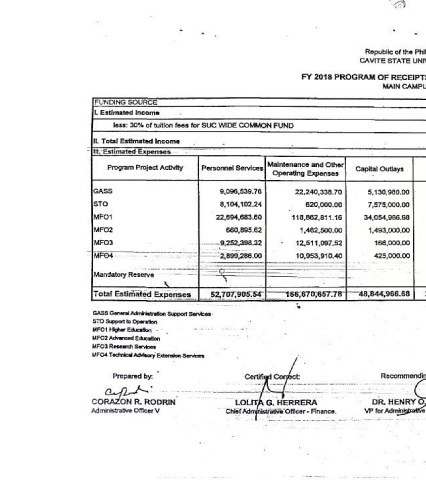 Republic of the Phi
CAVITE STATE UNI
FY 2018 PROGRAM OF RECEIPT
MAIN CAMPU
FUNDING SOURCE
I. Estimated Income
less: 30% of tuition fees for SUC WIDE COMMON FUND
II. Total Estimated Income
III. Estimated Expenses
Program Project Activity Personnel Services Maintenance and Other Operating Expenses Capital Outlays
GASS 9,096,539.76 22,240,338.70 5,130,980.00
STO 8,104,102.24 620,000.00 7,575,000.00
MFO1 22,694,683.60 118,862,811.16 34,054,986.68
MFO2 660,895.62 1,482,500.00 1,493,000.00
MFO3 9,252,398.32 12,511,097.52 166,000.00
MFO4 2,899,286.00 10,953,910.40 425,000.00
Mandatory Reserve
Total Estimated Expenses 52,707,905.54 166,670,657.78 48,844,966.68
GASS General Administration Support Services
STO Support to Operation
MFO1 Higher Education
MFO2 Advanced Education
MFO3 Research Services
MFO4 Technical Advisory Extension Services
Prepared by: Certified Correct: Recommendin
CORAZON R. RODRIN LOLITA G. HERRERA DR. HENRY O.
Administrative Officer V Chief Administrative Officer - Finance. VP for Administrative